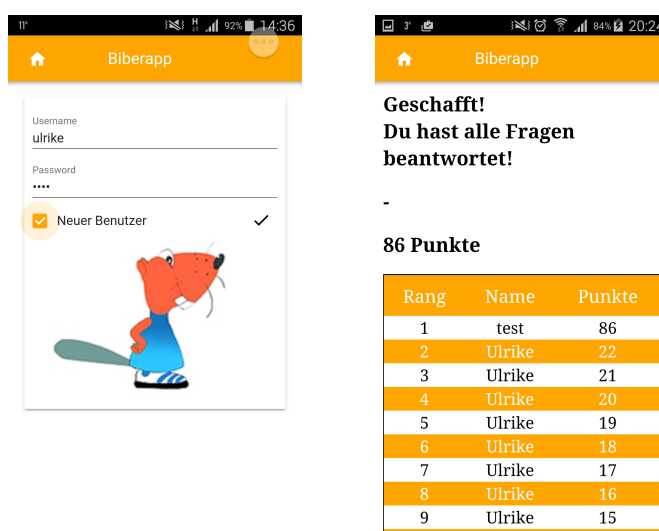 11°
92% 14:36
Biberapp
Username
ulrike
Password
••••
Neuer Benutzer
3° 84% 20:24
Biberapp
Geschafft!
Du hast alle Fragen
beantwortet!
-
86 Punkte
Rang Name Punkte
1 test 86
2 Ulrike 22
3 Ulrike 21
4 Ulrike 20
5 Ulrike 19
6 Ulrike 18
7 Ulrike 17
8 Ulrike 16
9 Ulrike 15